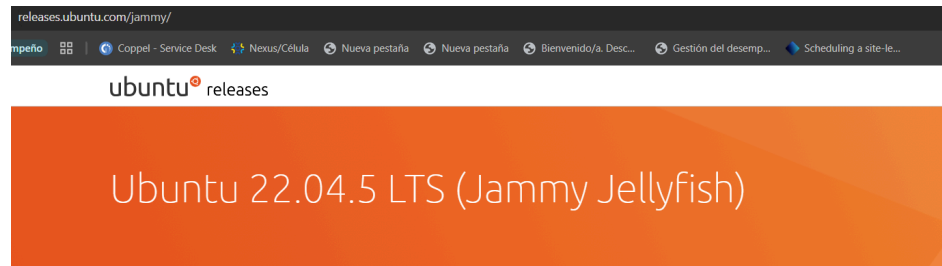 releases.ubuntu.com/jammy/
mpeño Coppel - Service Desk Nexus/Célula Nueva pestaña Nueva pestaña Bienvenido/a. Desc... Gestión del desemp... Scheduling a site-le...
ubuntu releases
Ubuntu 22.04.5 LTS (Jammy Jellyfish)